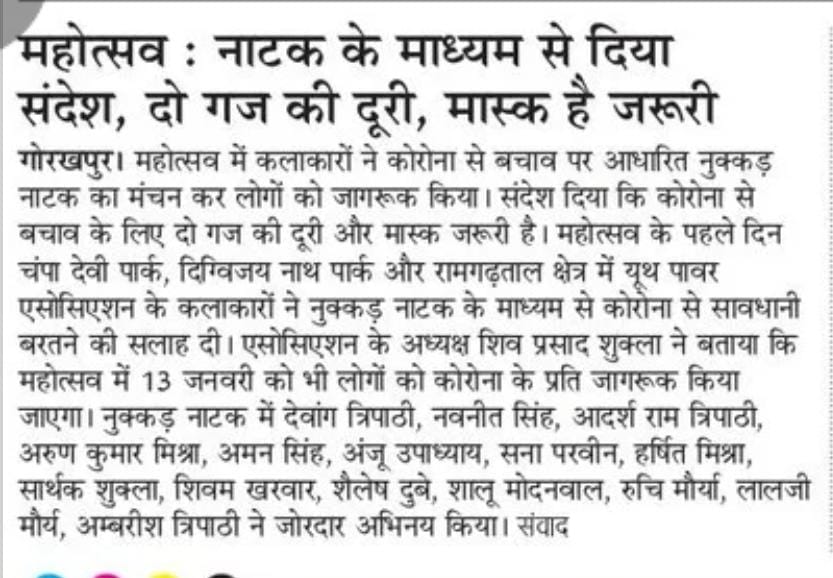 महोत्सव : नाटक के माध्यम से दिया
संदेश, दो गज की दूरी, मास्क है जरूरी
गोरखपुर। महोत्सव में कलाकारों ने कोरोना से बचाव पर आधारित नुक्कड़
नाटक का मंचन कर लोगों को जागरूक किया। संदेश दिया कि कोरोना से
बचाव के लिए दो गज की दूरी और मास्क जरूरी है। महोत्सव के पहले दिन
चंपा देवी पार्क, दिग्विजय नाथ पार्क और रामगढ़ताल क्षेत्र में यूथ पावर
एसोसिएशन के कलाकारों ने नुक्कड़ नाटक के माध्यम से कोरोना से सावधानी
बरतने की सलाह दी। एसोसिएशन के अध्यक्ष शिव प्रसाद शुक्ला ने बताया कि
महोत्सव में 13 जनवरी को भी लोगों को कोरोना के प्रति जागरूक किया
जाएगा। नुक्कड़ नाटक में देवांग त्रिपाठी, नवनीत सिंह, आदर्श राम त्रिपाठी,
अरुण कुमार मिश्रा, अमन सिंह, अंजू उपाध्याय, सना परवीन, हर्षित मिश्रा,
सार्थक शुक्ला, शिवम खरवार, शैलेष दुबे, शालू मोदनवाल, रुचि मौर्या, लालजी
मौर्य, अम्बरीश त्रिपाठी ने जोरदार अभिनय किया। संवाद